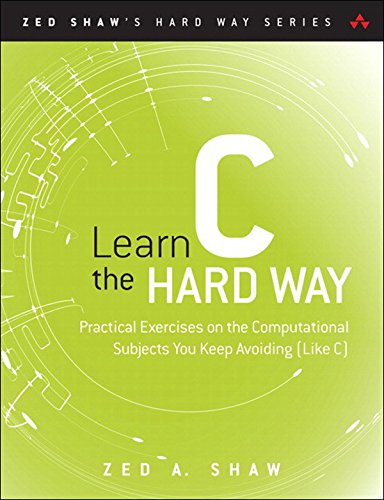 ZED SHAW'S HARD WAY SERIES
Learn C
the HARD WAY
Practical Exercises on the Computational
Subjects You Keep Avoiding (Like C)
ZED A. SHAW